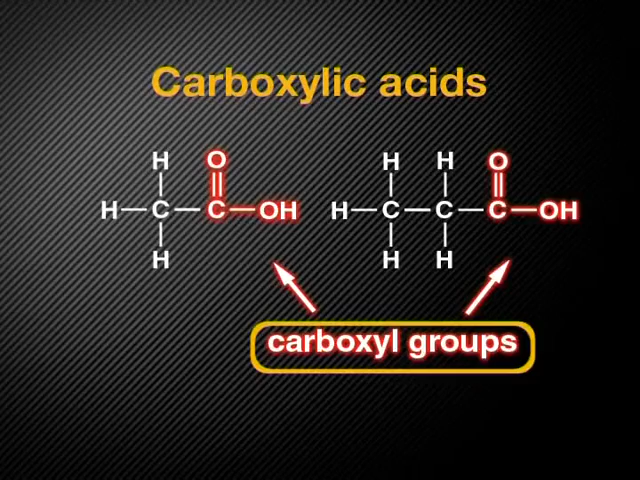 Carboxylic acids
H O H H O
H C C OH H C C C OH
H H H
carboxyl groups